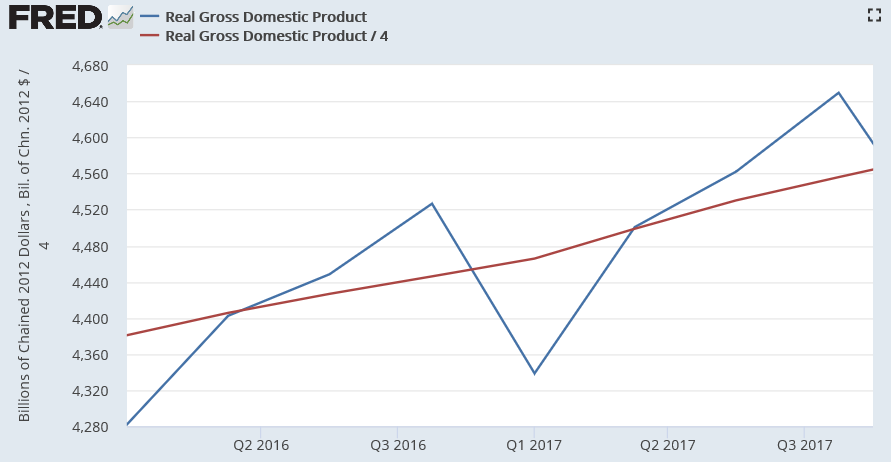 FRED
Real Gross Domestic Product
Real Gross Domestic Product / 4
Billions of Chained 2012 Dollars , Bil. of Chn. 2012 $ /
4
4,680
4,640
4,600
4,560
4,520
4,480
4,440
4,400
4,360
4,320
4,280
Q2 2016
Q3 2016
Q1 2017
Q2 2017
Q3 2017